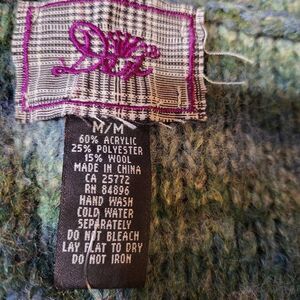 Dex
M/M
60% ACRYLIC
25% POLYESTER
15% WOOL
MADE IN CHINA
CA 25772
RN 84896
HAND WASH
COLD WATER
SEPARATELY
DO NOT BLEACH
LAY FLAT TO DRY
DO NOT IRON